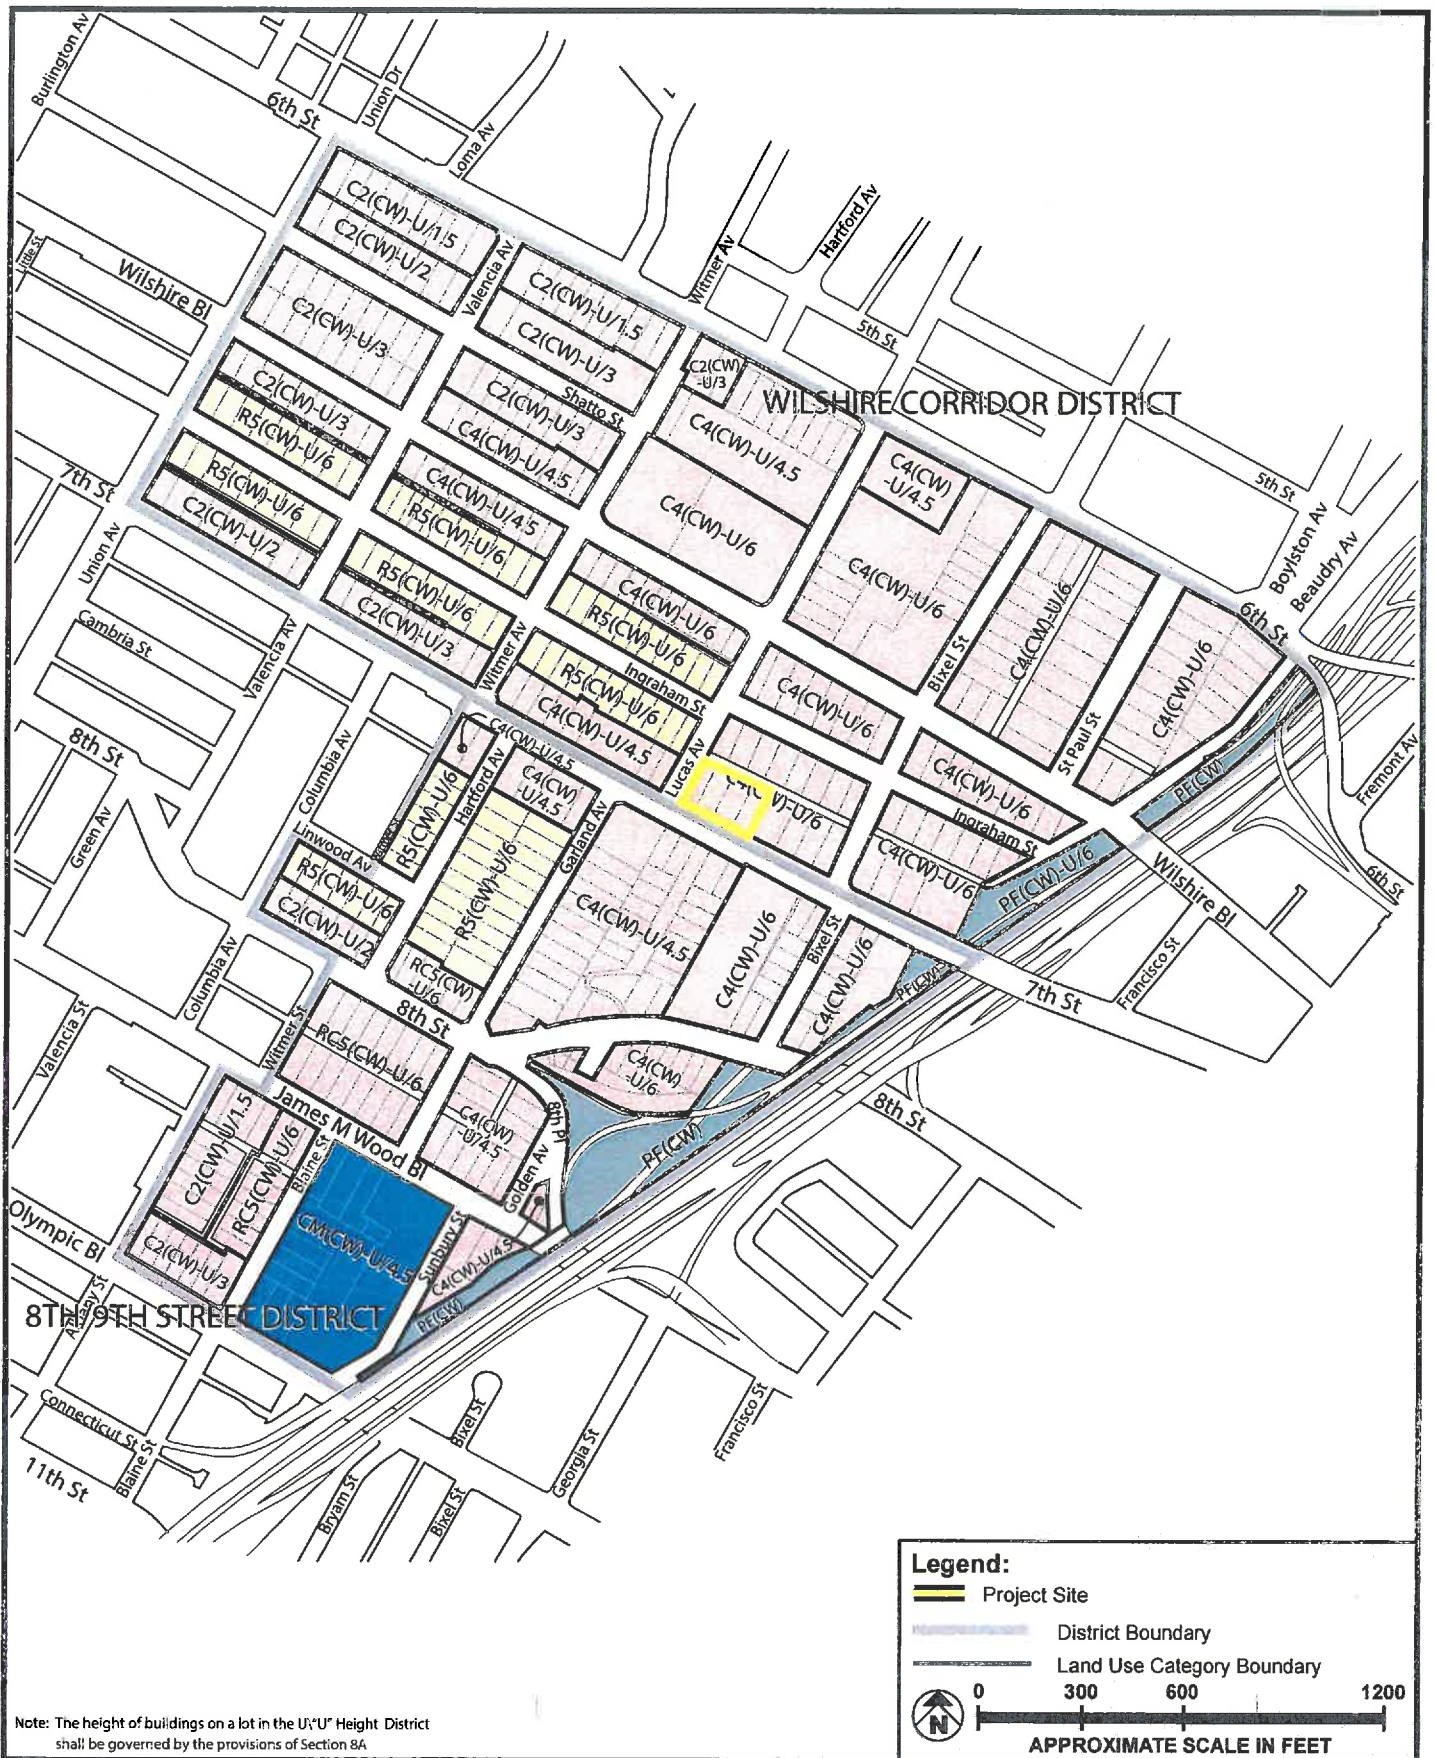 Burlington Av
6th St
Union Dr
Loma Av
C2(CW)-U/1.5
C2(CW)-U/2
Valencia Av
Little St
Wilshire Bl
C2(CW)-U/3
C2(CW)-U/1.5
C2(CW)-U/3
Witmer Av
Hartford Av
5th St
C2(CW)
-U/3
WILSHIRE CORRIDOR DISTRICT
C2(CW)-U/3
R5(CW)-U/6
C2(CW)-U/3
Shatto St
C4(CW)-U/4.5
C4(CW)-U/4.5
C4(CW)
-U/4.5
7th St
R5(CW)-U/6
C2(CW)-U/2
C4(CW)-U/4.5
R5(CW)-U/6
C4(CW)-U/6
5th St
Boylston Av
Beaudry Av
Union Av
R5(CW)-U/6
C2(CW)-U/3
C4(CW)-U/6
R5(CW)-U/6
C4(CW)-U/6
C4(CW)-U/6
6th St
Cambria St
Valencia Av
Witmer Av
R5(CW)-U/6
Ingraham St
C4(CW)-U/4.5
C4(CW)-U/6
Bixel St
C4(CW)-U/6
St Paul St
8th St
Columbia Av
C4(CW)-U/4.5
Hartford Av
C4(CW)
-U/4.5
Lucas Av
C4(CW)-U/6
PF(CW)
Fremont Av
Green Av
Linwood Av
R5(CW)-U/6
Garland Av
W)-U/6
Ingraham St
C4(CW)-U/6
PF(CW)-U/6
Wilshire Bl
6th St
R5(CW)-U/6
C2(CW)-U/2
R5(CW)-U/6
C4(CW)-U/4.5
C4(CW)-U/6
Bixel St
C4(CW)-U/6
PF(CW)
Francisco St
7th St
Columbia Av
RC5(CW)
-U/6
8th St
Valencia St
Witmer St
RC5(CW)-U/6
C4(CW)
-U/6
8th St
James M Wood Bl
C4(CW)
-U/4.5
8th Pl
PF(CW)
C2(CW)-U/1.5
RC5(CW)-U/6
Blaine St
Golden Av
Olympic Bl
C2(CW)-U/3
CM(CW)-U/4.5
Sunbury St
C4(CW)-U/4.5
PF(CW)
8TH/9TH STREET DISTRICT
Albany St
Connecticut St
11th St
Blaine St
Bryam St
Bixel St
Bixel St
Georgia St
Francisco St
Legend:
Project Site
District Boundary
Land Use Category Boundary
N
0 300 600 1200
APPROXIMATE SCALE IN FEET
Note: The height of buildings on a lot in the U\"U" Height District
shall be governed by the provisions of Section 8A